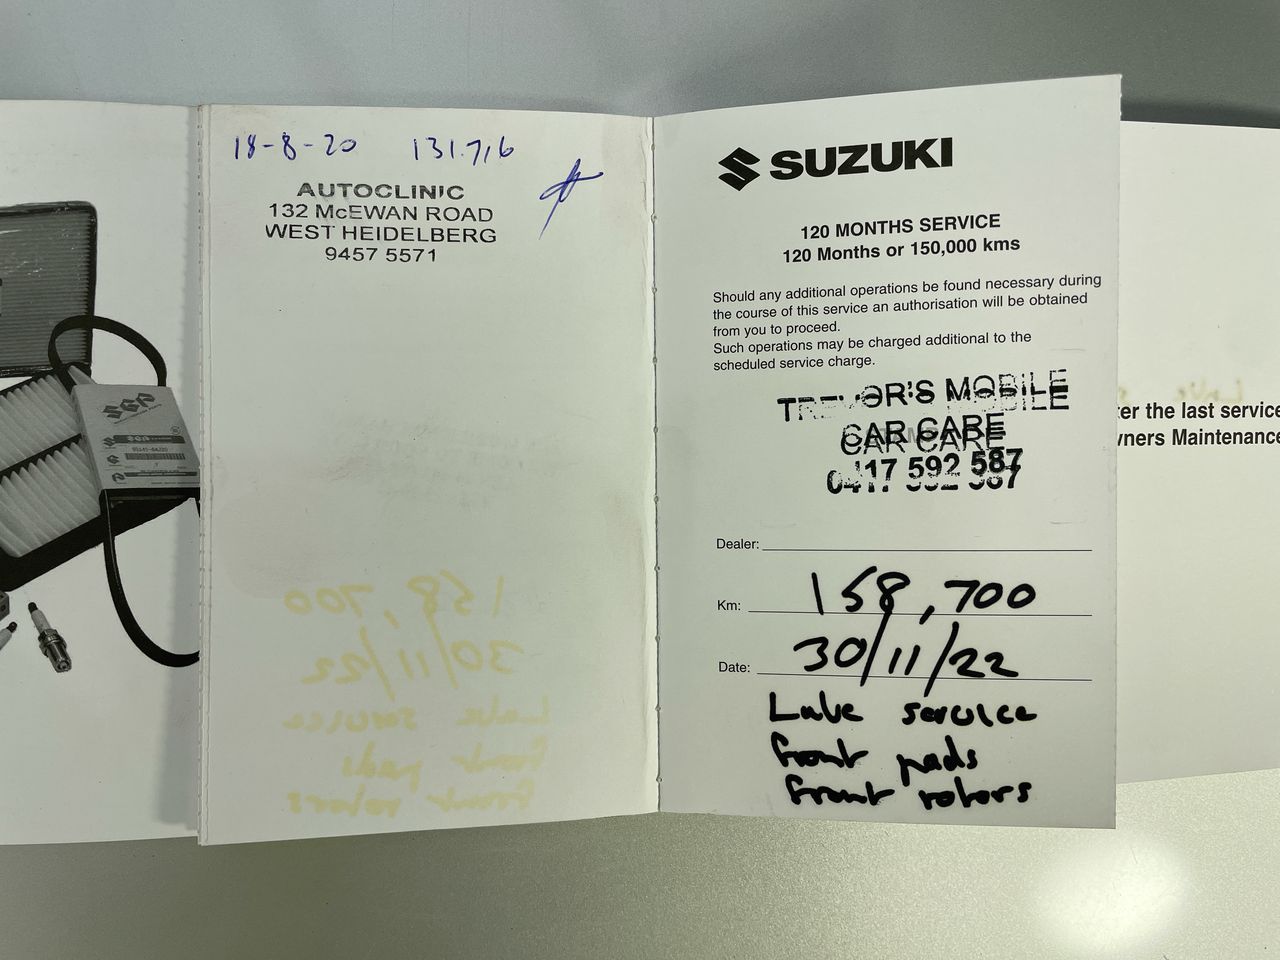 18-8-20 131.716
AUTOCLINIC
132 McEWAN ROAD
WEST HEIDELBERG
9457 5571
SUZUKI
120 MONTHS SERVICE
120 Months or 150,000 kms
Should any additional operations be found necessary during
the course of this service an authorisation will be obtained
from you to proceed.
Such operations may be charged additional to the
scheduled service charge.
TREVOR'S MOBILE
CAR CARE
0417 592 587
Dealer:
Km: 158,700
Date: 30/11/22
Lube service
front pads
front rotors
ter the last service
wners Maintenance
SGP